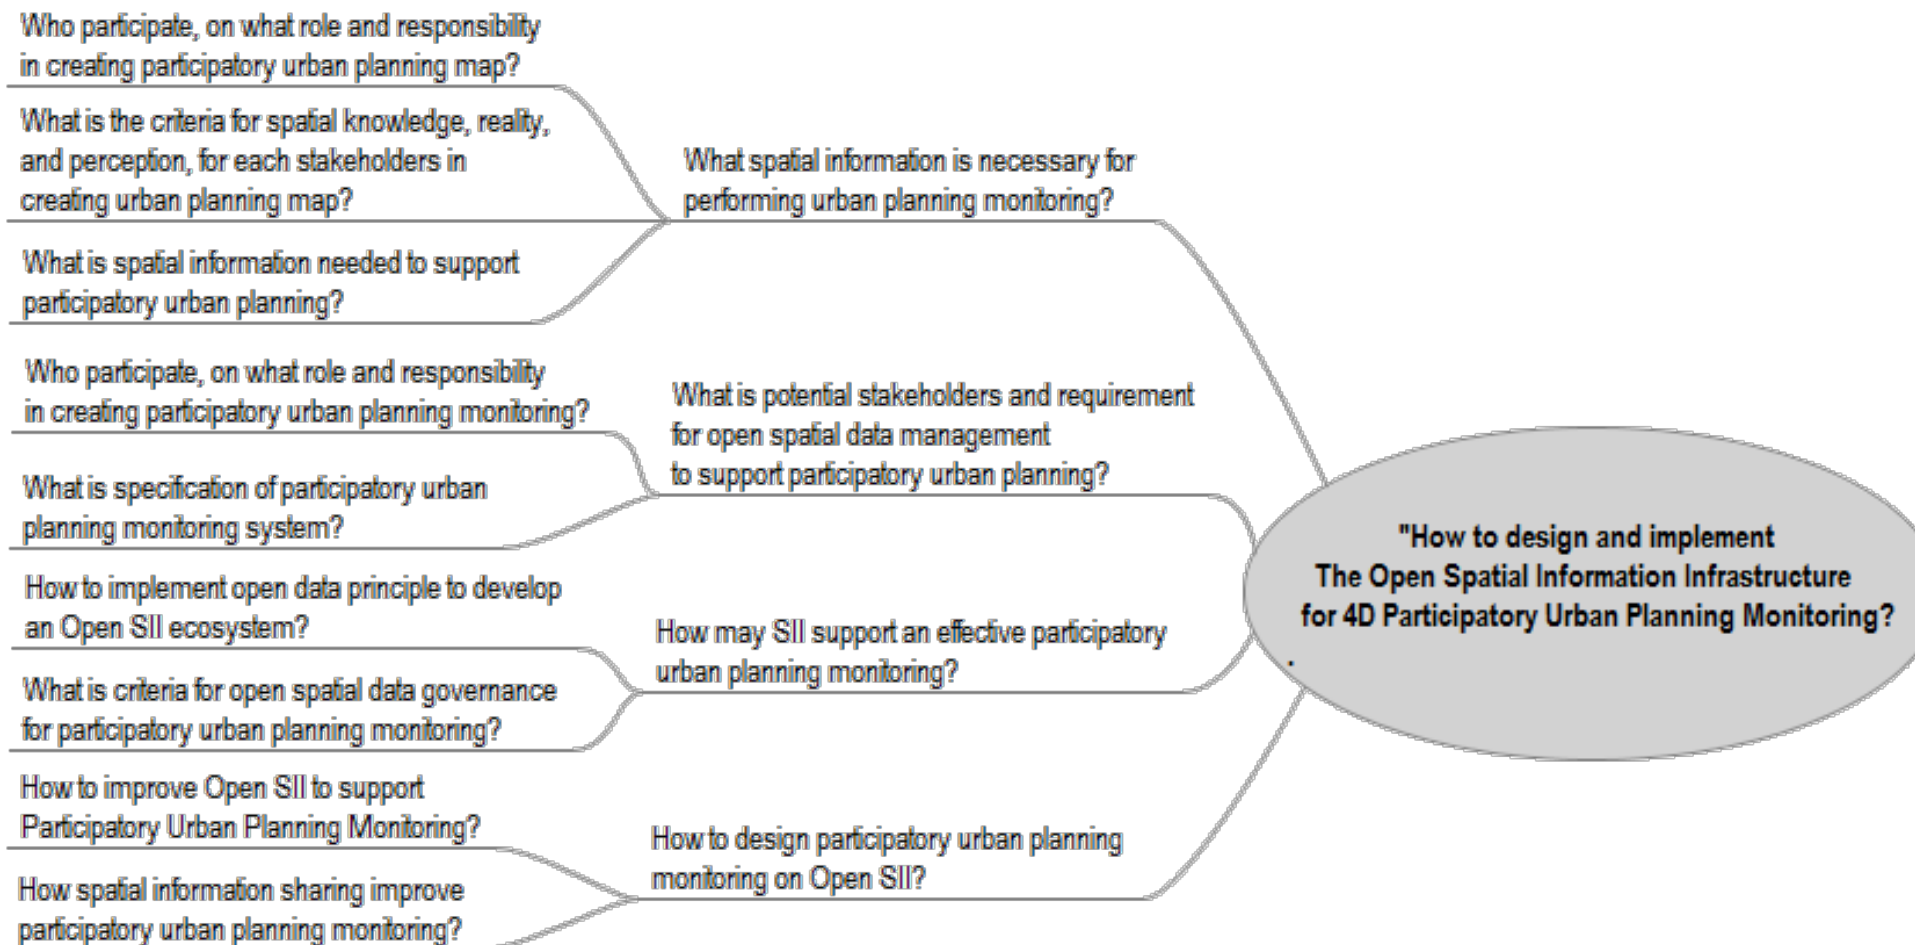 Who participate, on what role and responsibility
in creating participatory urban planning map?
What is the criteria for spatial knowledge, reality,
and perception, for each stakeholders in
creating urban planning map?
What is spatial information needed to support
participatory urban planning?
What spatial information is necessary for
performing urban planning monitoring?
Who participate, on what role and responsibility
in creating participatory urban planning monitoring?
What is specification of participatory urban
planning monitoring system?
What is potential stakeholders and requirement
for open spatial data management
to support participatory urban planning?
How to implement open data principle to develop
an Open SII ecosystem?
What is criteria for open spatial data governance
for participatory urban planning monitoring?
How may SII support an effective participatory
urban planning monitoring?
How to improve Open SII to support
Participatory Urban Planning Monitoring?
How spatial information sharing improve
participatory urban planning monitoring?
How to design participatory urban planning
monitoring on Open SII?
"How to design and implement
The Open Spatial Information Infrastructure
for 4D Participatory Urban Planning Monitoring?
.